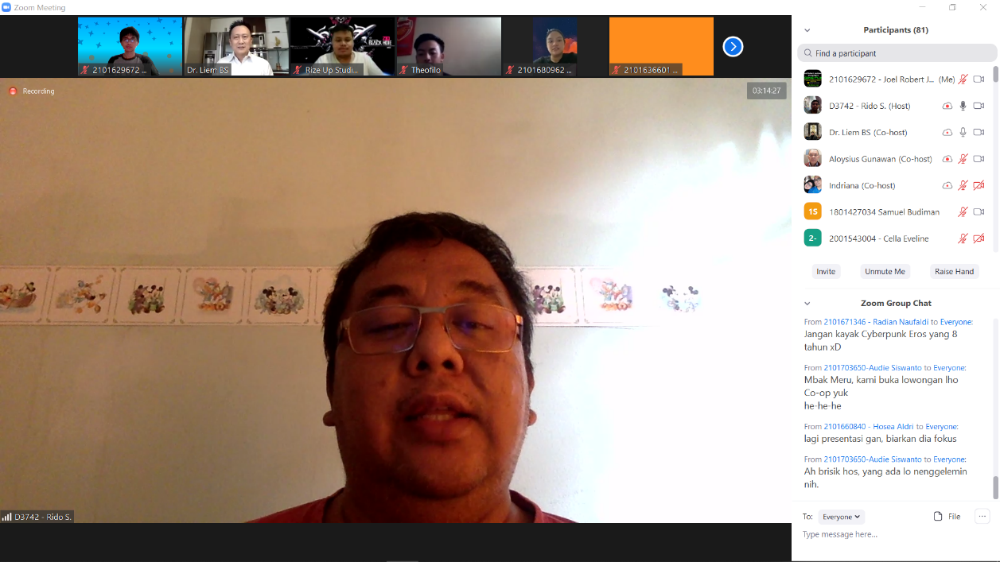 Zoom Meeting
2101629672 ...
Dr. Liem BS
Rize Up Studi...
Theofilo
2101680962 ...
2101636601 ...
Recording
03:14:27
D3742 - Rido S.
Participants (81)
Find a participant
2101629672 - Joel Robert J... (Me)
D3742 - Rido S. (Host)
Dr. Liem BS (Co-host)
Aloysius Gunawan (Co-host)
Indriana (Co-host)
1S 1801427034 Samuel Budiman
2- 2001543004 - Cella Eveline
Invite Unmute Me Raise Hand
Zoom Group Chat
From 2101671346 - Radian Naufaldi to Everyone:
Jangan kayak Cyberpunk Eros yang 8
tahun xD
From 2101703650-Audie Siswanto to Everyone:
Mbak Meru, kami buka lowongan lho
Co-op yuk
he-he-he
From 2101660840 - Hosea Aldri to Everyone:
lagi presentasi gan, biarkan dia fokus
From 2101703650-Audie Siswanto to Everyone:
Ah brisik hos, yang ada lo nenggelemin
nih.
To: Everyone File
Type message here...